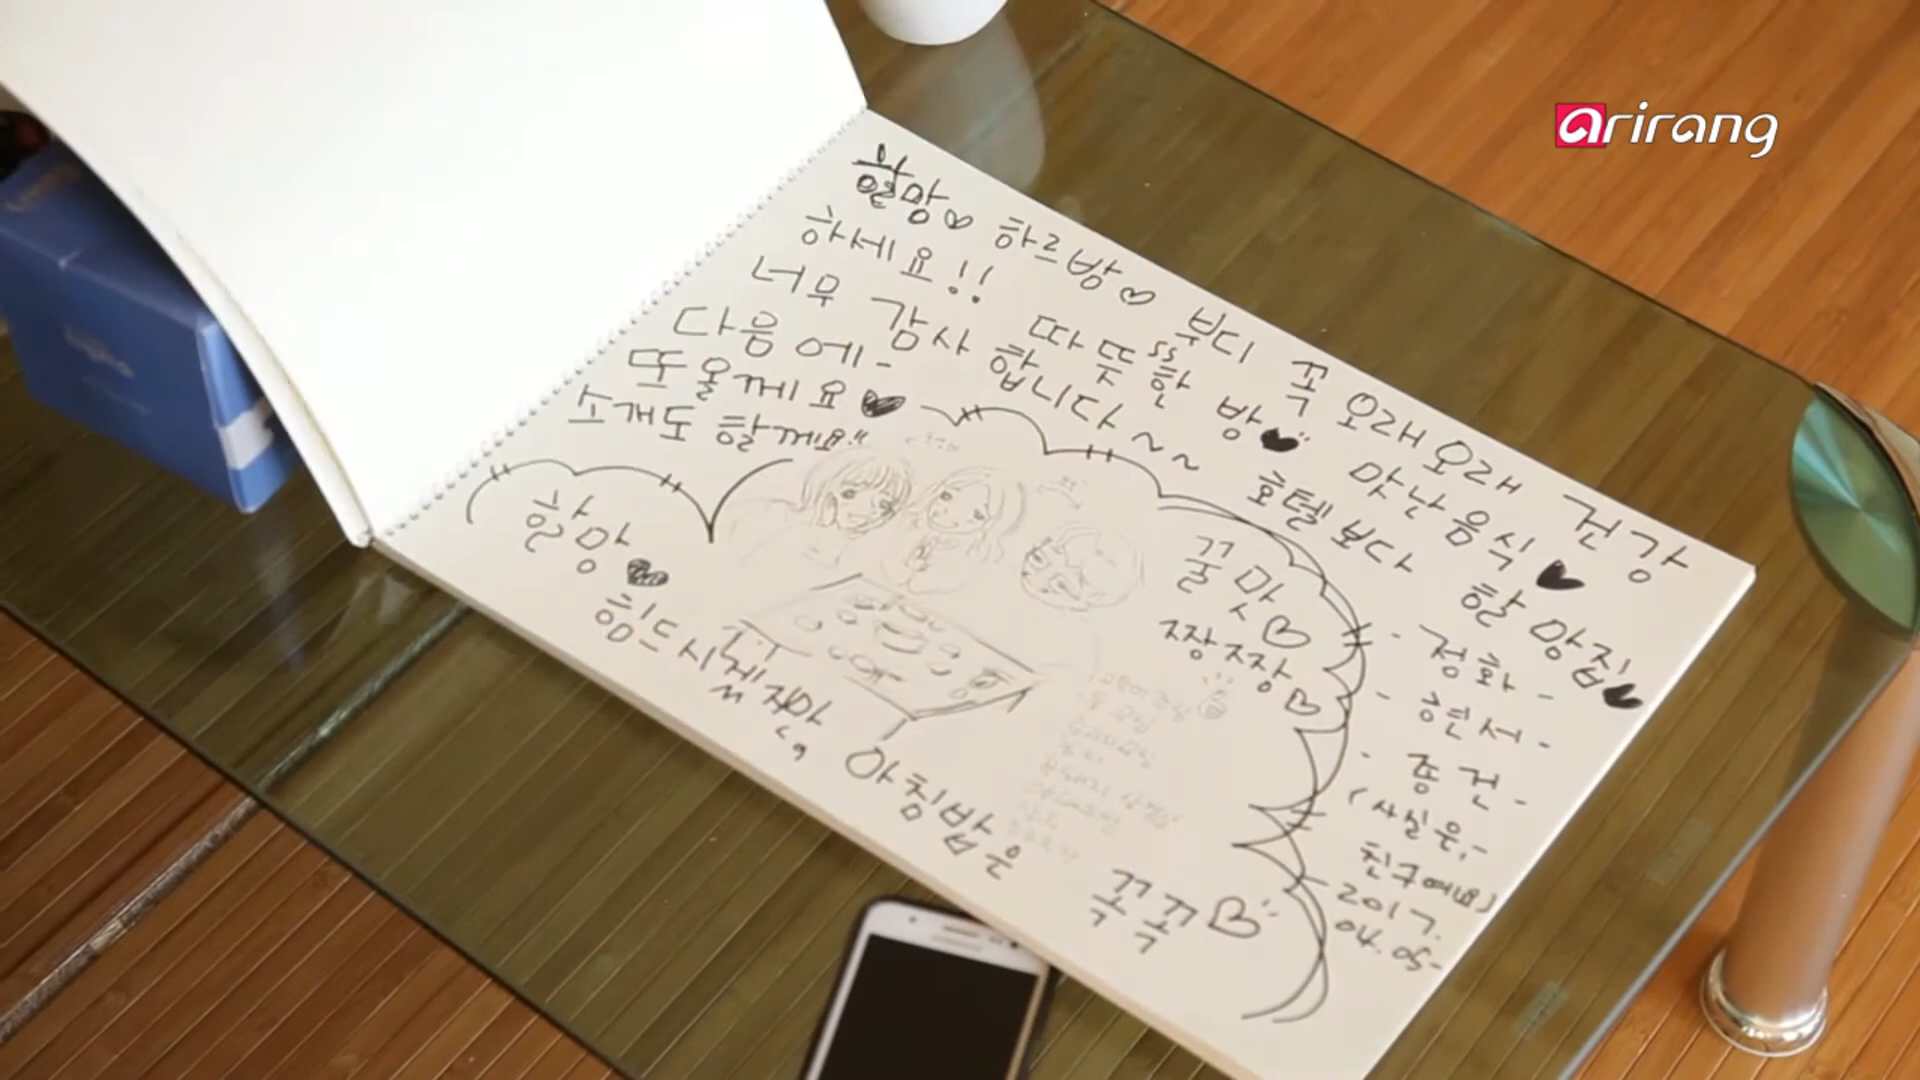 arirang
할망♡ 하르방♡ 부디 꼭 오래오래 건강
하세요!! 따뜻한 방♥ 맛난음식♥
너무 감사합니다~~ 호텔보다 할망집♥
다음에-
또올께요♥
소개도 할께요
꿀맛♡
짱짱♡
- 정화 -
- 현서 -
- 종건 -
(사실은,-
친구예요)
2017.
04.05-
할망♥
힘드시겠지만
아침밥은
꼭꼭♡